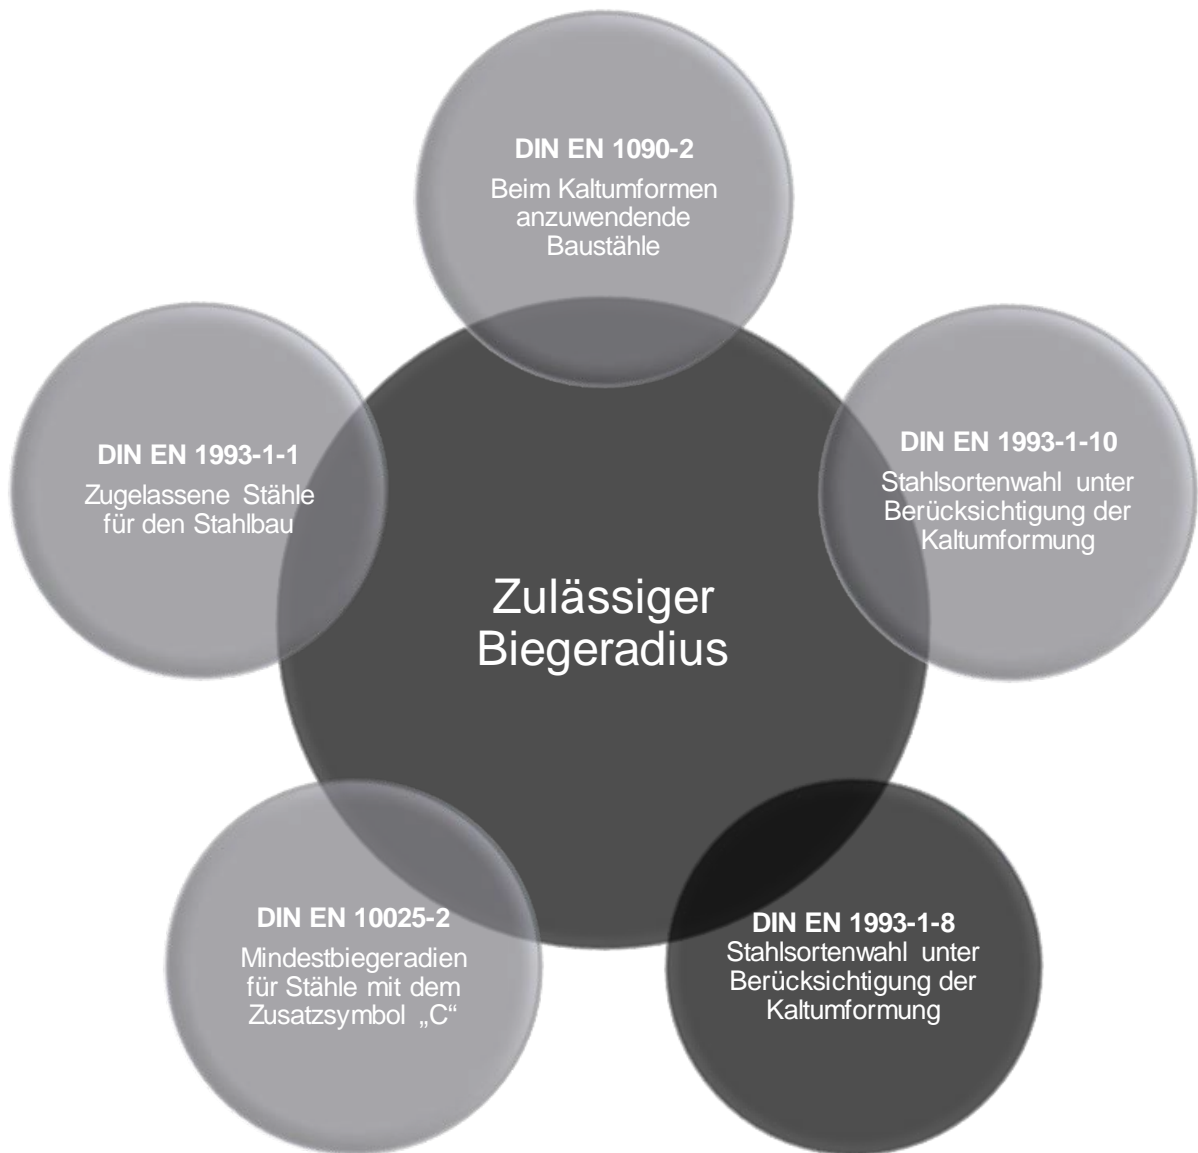 DIN EN 1090-2
Beim Kaltumformen
anzuwendende
Baustähle
DIN EN 1993-1-1
Zugelassene Stähle
für den Stahlbau
DIN EN 1993-1-10
Stahlsortenwahl unter
Berücksichtigung der
Kaltumformung
Zulässiger
Biegeradius
DIN EN 10025-2
Mindestbiegeradien
für Stähle mit dem
Zusatzsymbol „C“
DIN EN 1993-1-8
Stahlsortenwahl unter
Berücksichtigung der
Kaltumformung